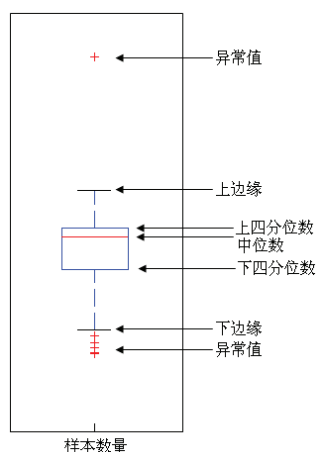 异常值
上边缘
上四分位数
中位数
下四分位数
下边缘
异常值
样本数量